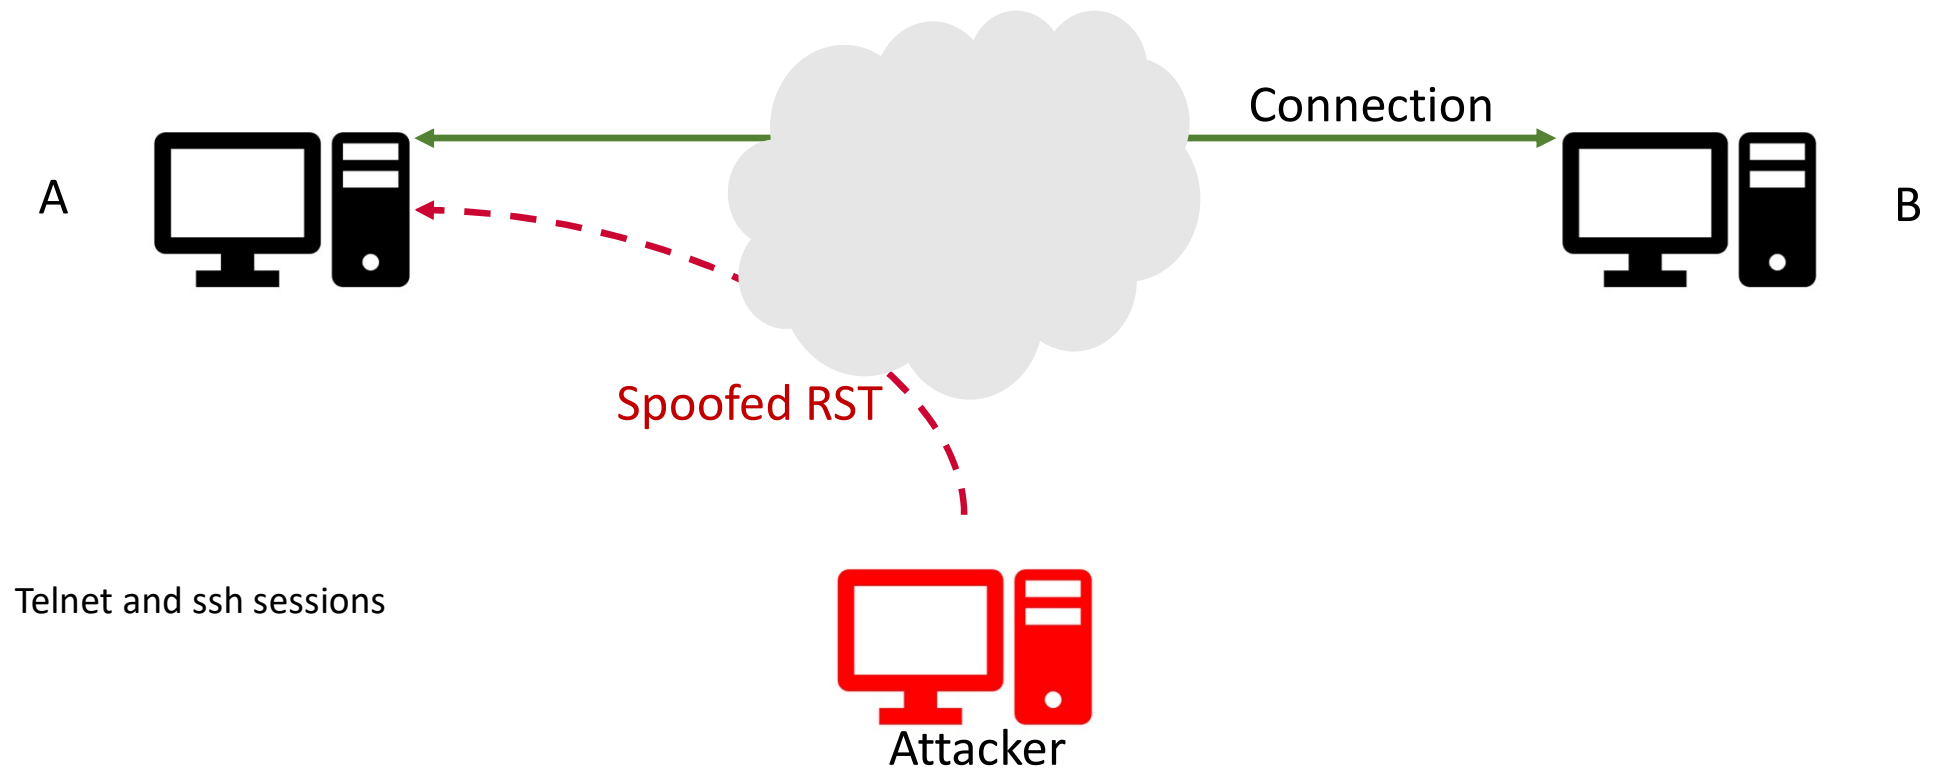 Connection
A
B
Spoofed RST
Telnet and ssh sessions
Attacker